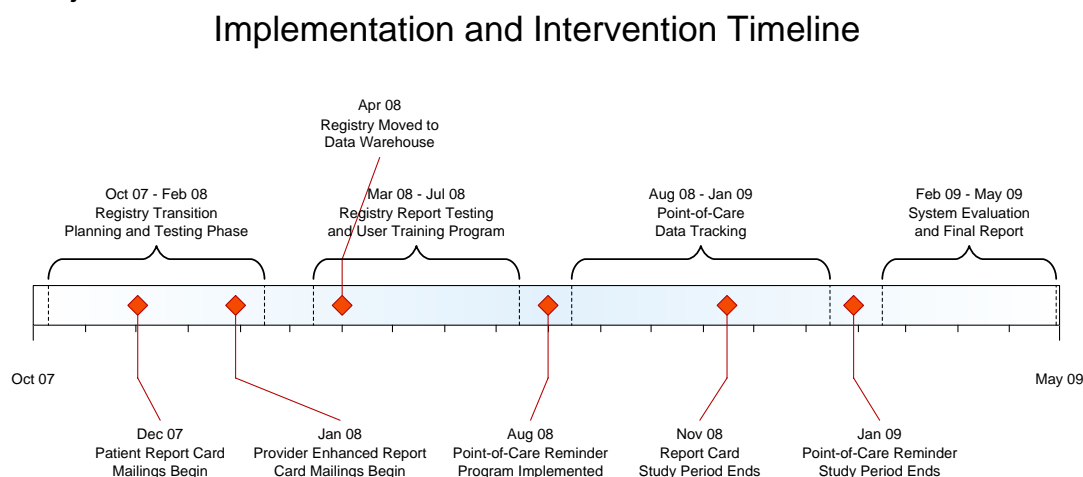 Implementation and Intervention Timeline
Apr 08
Registry Moved to
Data Warehouse
Oct 07 - Feb 08
Registry Transition
Planning and Testing Phase
Mar 08 - Jul 08
Registry Report Testing
and User Training Program
Aug 08 - Jan 09
Point-of-Care
Data Tracking
Feb 09 - May 09
System Evaluation
and Final Report
Oct 07
May 09
Dec 07
Patient Report Card
Mailings Begin
Jan 08
Provider Enhanced Report
Card Mailings Begin
Aug 08
Point-of-Care Reminder
Program Implemented
Nov 08
Report Card
Study Period Ends
Jan 09
Point-of-Care Reminder
Study Period Ends